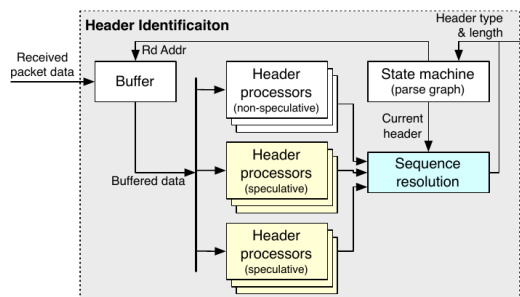 Header Identificaiton
Header type
& length
Received
packet data
Rd Addr
Buffer
Header
processors
(non-speculative)
State machine
(parse graph)
Current
header
Buffered data
Header
processors
(speculative)
Sequence
resolution
Header
processors
(speculative)